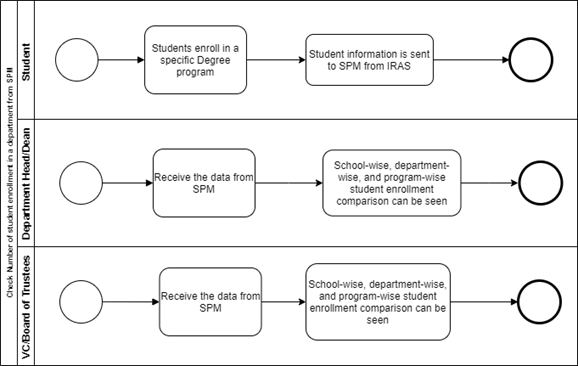 Check Number of student enrollment in a department from SPM
Student
Students enroll in a
specific Degree
program
Student information is sent
to SPM from IRAS
Department Head/Dean
Receive the data from
SPM
School-wise, department-
wise, and program-wise
student enrollment
comparison can be seen
VC/Board of Trustees
Receive the data from
SPM
School-wise, department-wise,
and program-wise student
enrollment comparison can be
seen